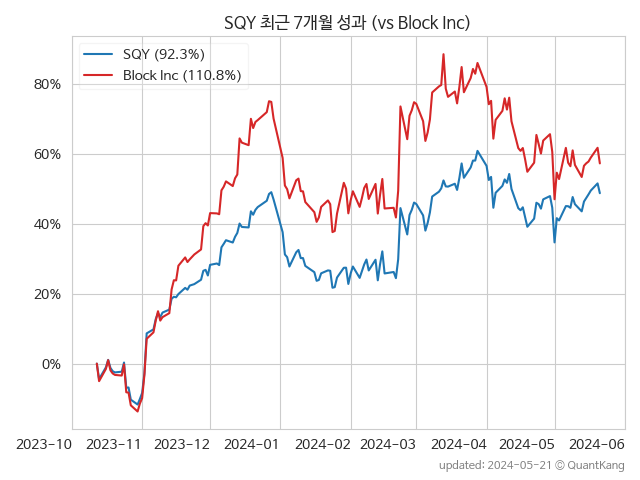 SQY 최근 7개월 성과 (vs Block Inc)
SQY (92.3%)
Block Inc (110.8%)
80%
60%
40%
20%
0%
2023-10 2023-11 2023-12 2024-01 2024-02 2024-03 2024-04 2024-05 2024-06
updated: 2024-05-21 © QuantKang